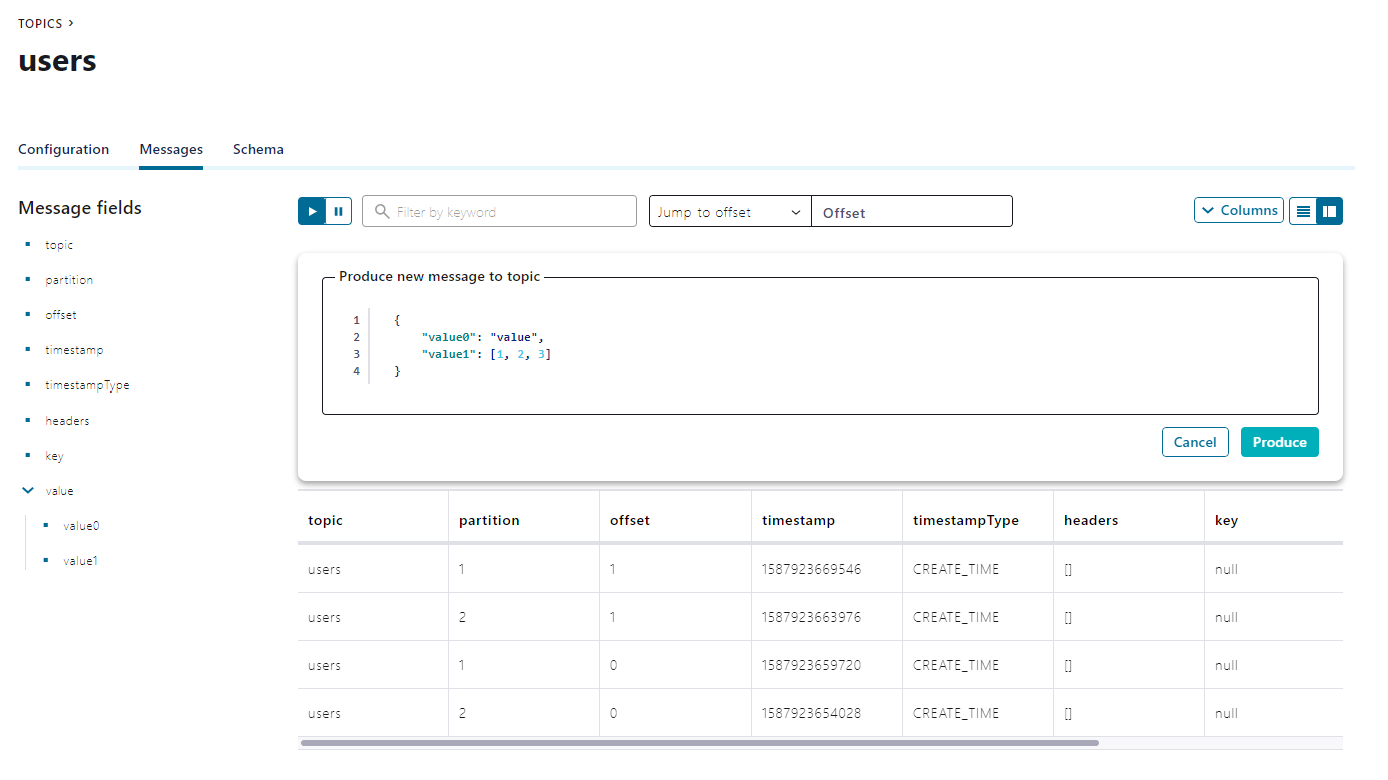 TOPICS >
users
Configuration Messages Schema
Message fields
topic
partition
offset
timestamp
timestampType
headers
key
value
value0
value1
Filter by keyword Jump to offset Offset Columns
Produce new message to topic
1 {
2 "value0": "value",
3 "value1": [1, 2, 3]
4 }
Cancel Produce
topic partition offset timestamp timestampType headers key
users 1 1 1587923669546 CREATE_TIME [] null
users 2 1 1587923663976 CREATE_TIME [] null
users 1 0 1587923659720 CREATE_TIME [] null
users 2 0 1587923654028 CREATE_TIME [] null